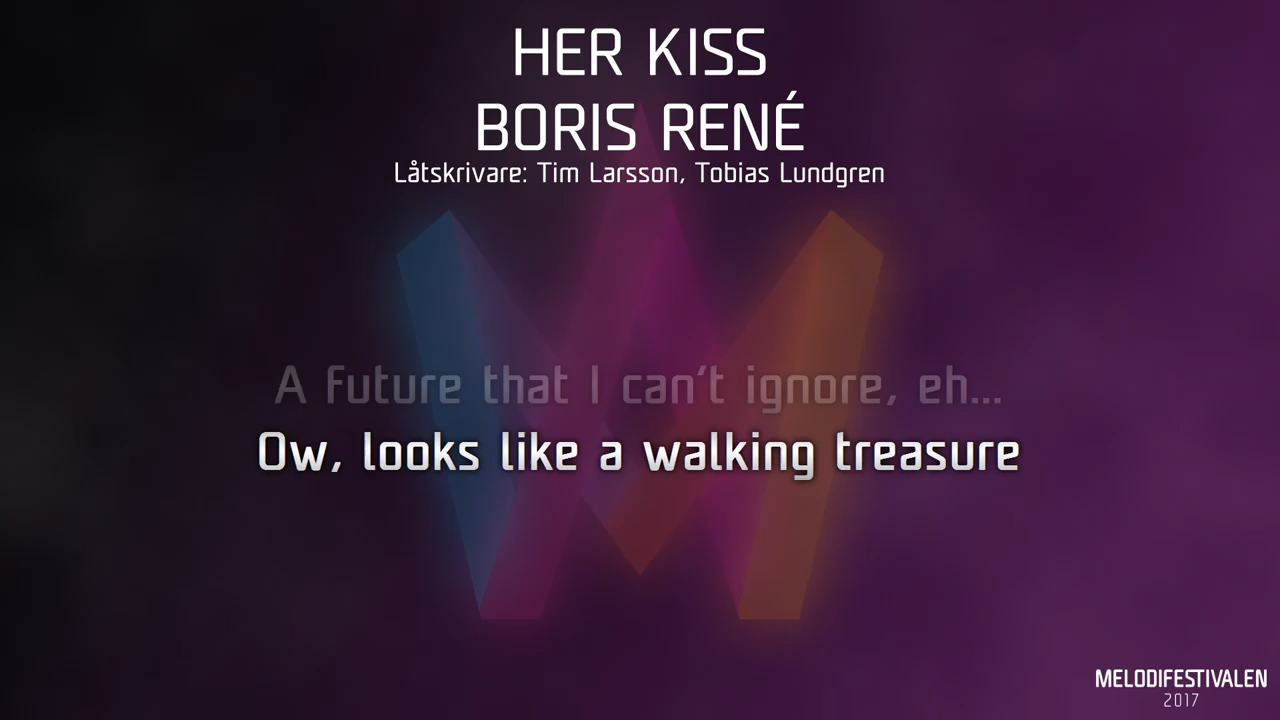 HER KISS
BORIS RENÉ
Låtskrivare: Tim Larsson, Tobias Lundgren
A future that I can't ignore, eh...
Ow, looks like a walking treasure
MELODIFESTIVALEN
2017